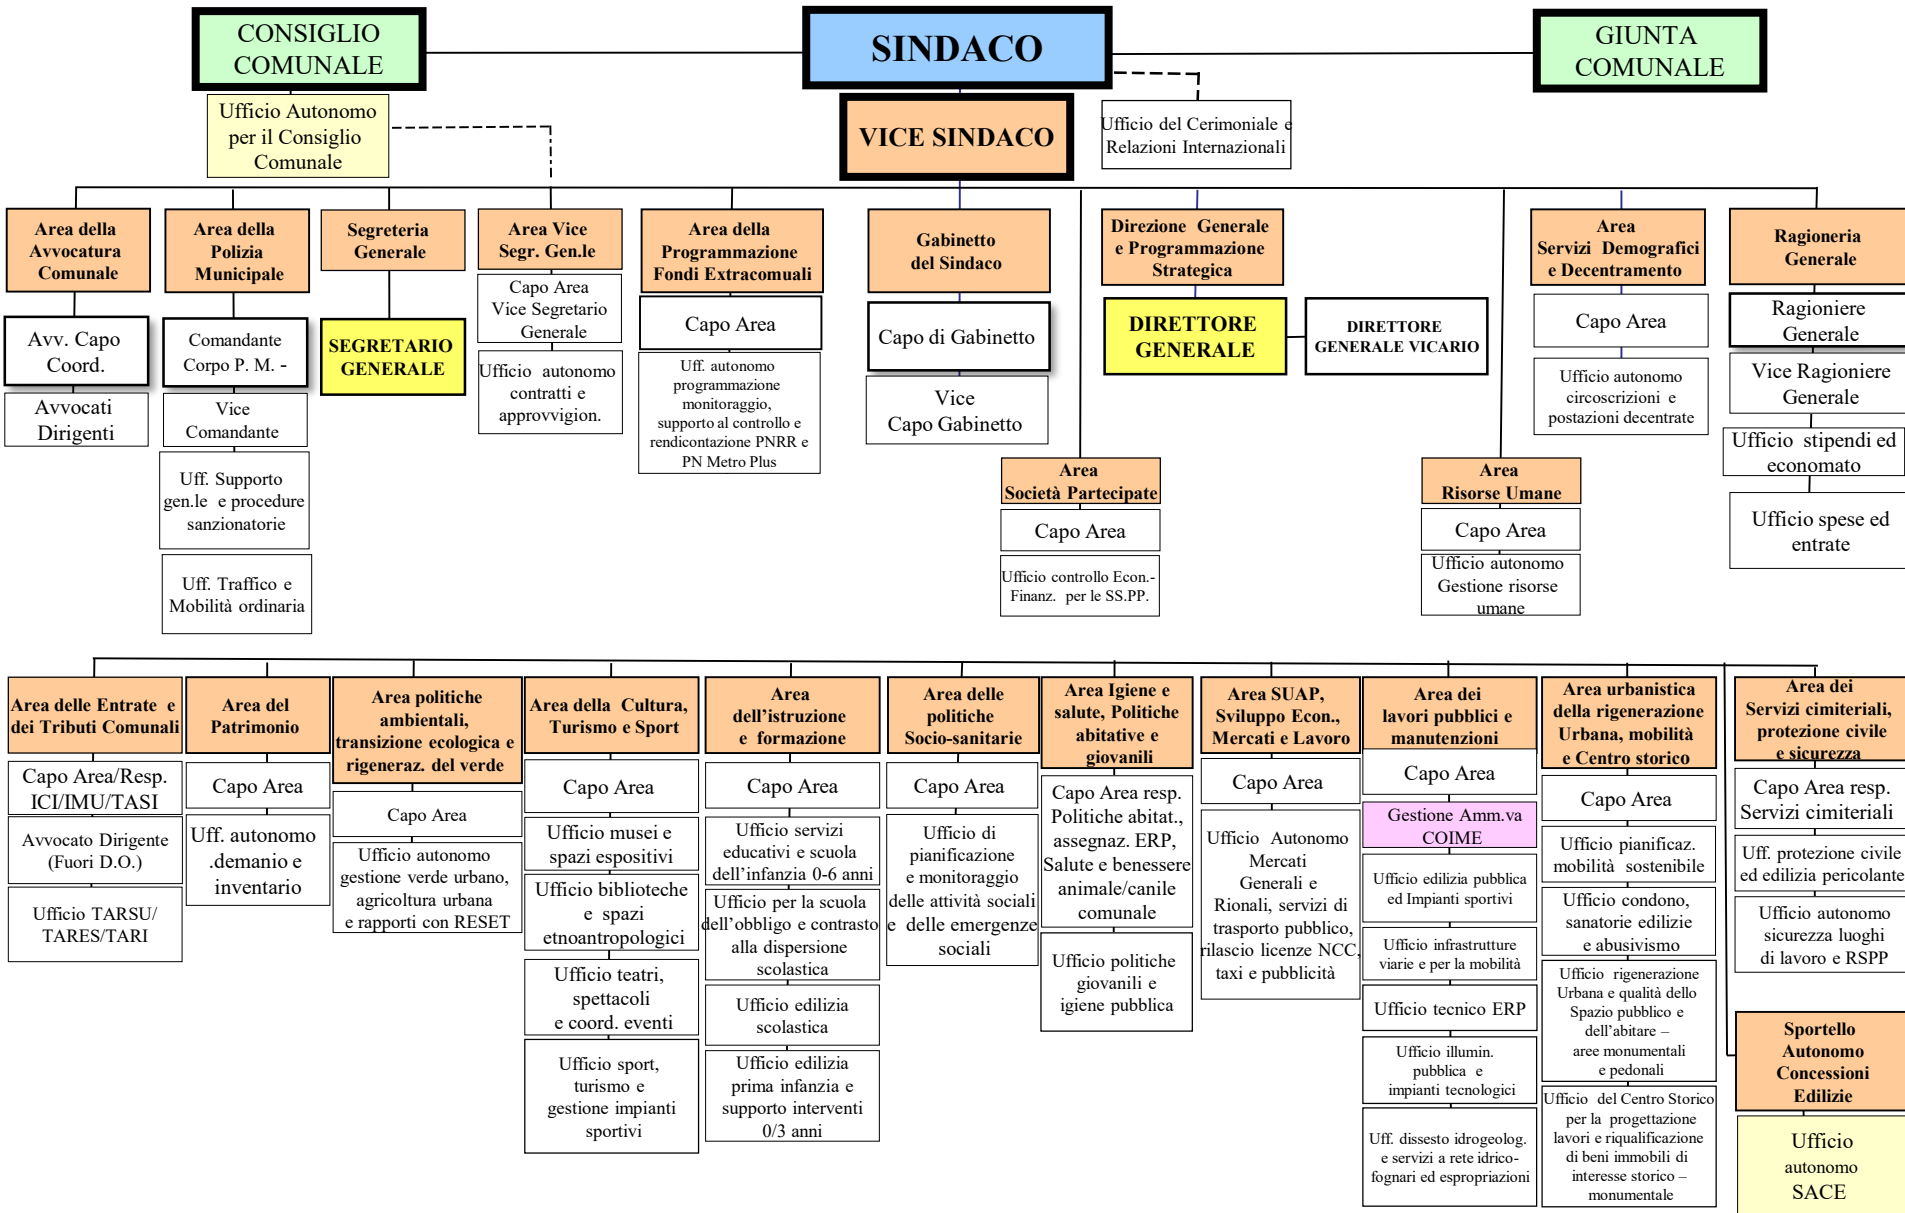 CONSIGLIO
COMUNALE
SINDACO
GIUNTA
COMUNALE
Ufficio Autonomo
per il Consiglio
Comunale
VICE SINDACO
Ufficio del Cerimoniale e
Relazioni Internazionali
Area della
Avvocatura
Comunale
Avv. Capo
Coord.
Avvocati
Dirigenti
Area della
Polizia
Municipale
Comandante
Corpo P. M. -
Vice
Comandante
Uff. Supporto
gen.le e procedure
sanzionatorie
Uff. Traffico e
Mobilità ordinaria
Segreteria
Generale
SEGRETARIO
GENERALE
Area Vice
Segr. Gen.le
Capo Area
Vice Segretario
Generale
Ufficio autonomo
contratti e
approvvigion.
Area della
Programmazione
Fondi Extracomuali
Capo Area
Uff. autonomo
programmazione
monitoraggio,
supporto al controllo e
rendicontazione PNRR e
PN Metro Plus
Gabinetto
del Sindaco
Capo di Gabinetto
Vice
Capo Gabinetto
Area
Società Partecipate
Capo Area
Ufficio controllo Econ.-
Finanz. per le SS.PP.
Direzione Generale
e Programmazione
Strategica
DIRETTORE
GENERALE
DIRETTORE
GENERALE VICARIO
Area
Risorse Umane
Capo Area
Ufficio autonomo
Gestione risorse
umane
Area
Servizi Demografici
e Decentramento
Capo Area
Ufficio autonomo
circoscrizioni e
postazioni decentrate
Ragioneria
Generale
Ragioniere
Generale
Vice Ragioniere
Generale
Ufficio stipendi ed
economato
Ufficio spese ed
entrate
Area delle Entrate e
dei Tributi Comunali
Capo Area/Resp.
ICI/IMU/TASI
Avvocato Dirigente
(Fuori D.O.)
Ufficio TARSU/
TARES/TARI
Area del
Patrimonio
Capo Area
Uff. autonomo
.demanio e
inventario
Area politiche
ambientali,
transizione ecologica e
rigeneraz. del verde
Capo Area
Ufficio autonomo
gestione verde urbano,
agricoltura urbana
e rapporti con RESET
Area della Cultura,
Turismo e Sport
Capo Area
Ufficio musei e
spazi espositivi
Ufficio biblioteche
e spazi
etnoantropologici
Ufficio teatri,
spettacoli
e coord. eventi
Ufficio sport,
turismo e
gestione impianti
sportivi
Area
dell'istruzione
e formazione
Capo Area
Ufficio servizi
educativi e scuola
dell'infanzia 0-6 anni
Ufficio per la scuola
dell'obbligo e contrasto
alla dispersione
scolastica
Ufficio edilizia
scolastica
Ufficio edilizia
prima infanzia e
supporto interventi
0/3 anni
Area delle
politiche
Socio-sanitarie
Capo Area
Ufficio di
pianificazione
e monitoraggio
delle attività sociali
e delle emergenze
sociali
Area Igiene e
salute, Politiche
abitative e
giovanili
Capo Area resp.
Politiche abitat.,
assegnaz. ERP,
Salute e benessere
animale/canile
comunale
Ufficio politiche
giovanili e
igiene pubblica
Area SUAP,
Sviluppo Econ.,
Mercati e Lavoro
Capo Area
Ufficio Autonomo
Mercati
Generali e
Rionali, servizi di
trasporto pubblico,
rilascio licenze NCC,
taxi e pubblicità
Area dei
lavori pubblici e
manutenzioni
Capo Area
Gestione Amm.va
COIME
Ufficio edilizia pubblica
ed Impianti sportivi
Ufficio infrastrutture
viarie e per la mobilità
Ufficio tecnico ERP
Ufficio illumin.
pubblica e
impianti tecnologici
Uff. dissesto idrogeolog.
e servizi a rete idrico-
fognari ed espropriazioni
Area urbanistica
della rigenerazione
Urbana, mobilità
e Centro storico
Capo Area
Ufficio pianificaz.
mobilità sostenibile
Ufficio condono,
sanatorie edilizie
e abusivismo
Ufficio rigenerazione
Urbana e qualità dello
Spazio pubblico e
dell'abitare –
aree monumentali
e pedonali
Ufficio del Centro Storico
per la progettazione
lavori e riqualificazione
di beni immobili di
interesse storico –
monumentale
Area dei
Servizi cimiteriali,
protezione civile
e sicurezza
Capo Area resp.
Servizi cimiteriali
Uff. protezione civile
ed edilizia pericolante
Ufficio autonomo
sicurezza luoghi
di lavoro e RSPP
Sportello
Autonomo
Concessioni
Edilizie
Ufficio
autonomo
SACE